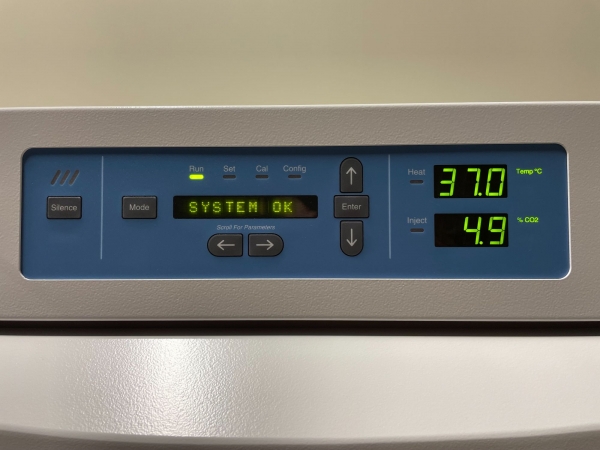 Run Set Cal Config
Heat 37.0 Temp °C
Silence Mode SYSTEM OK Enter
Inject 4.9 % CO2
Scroll For Parameters